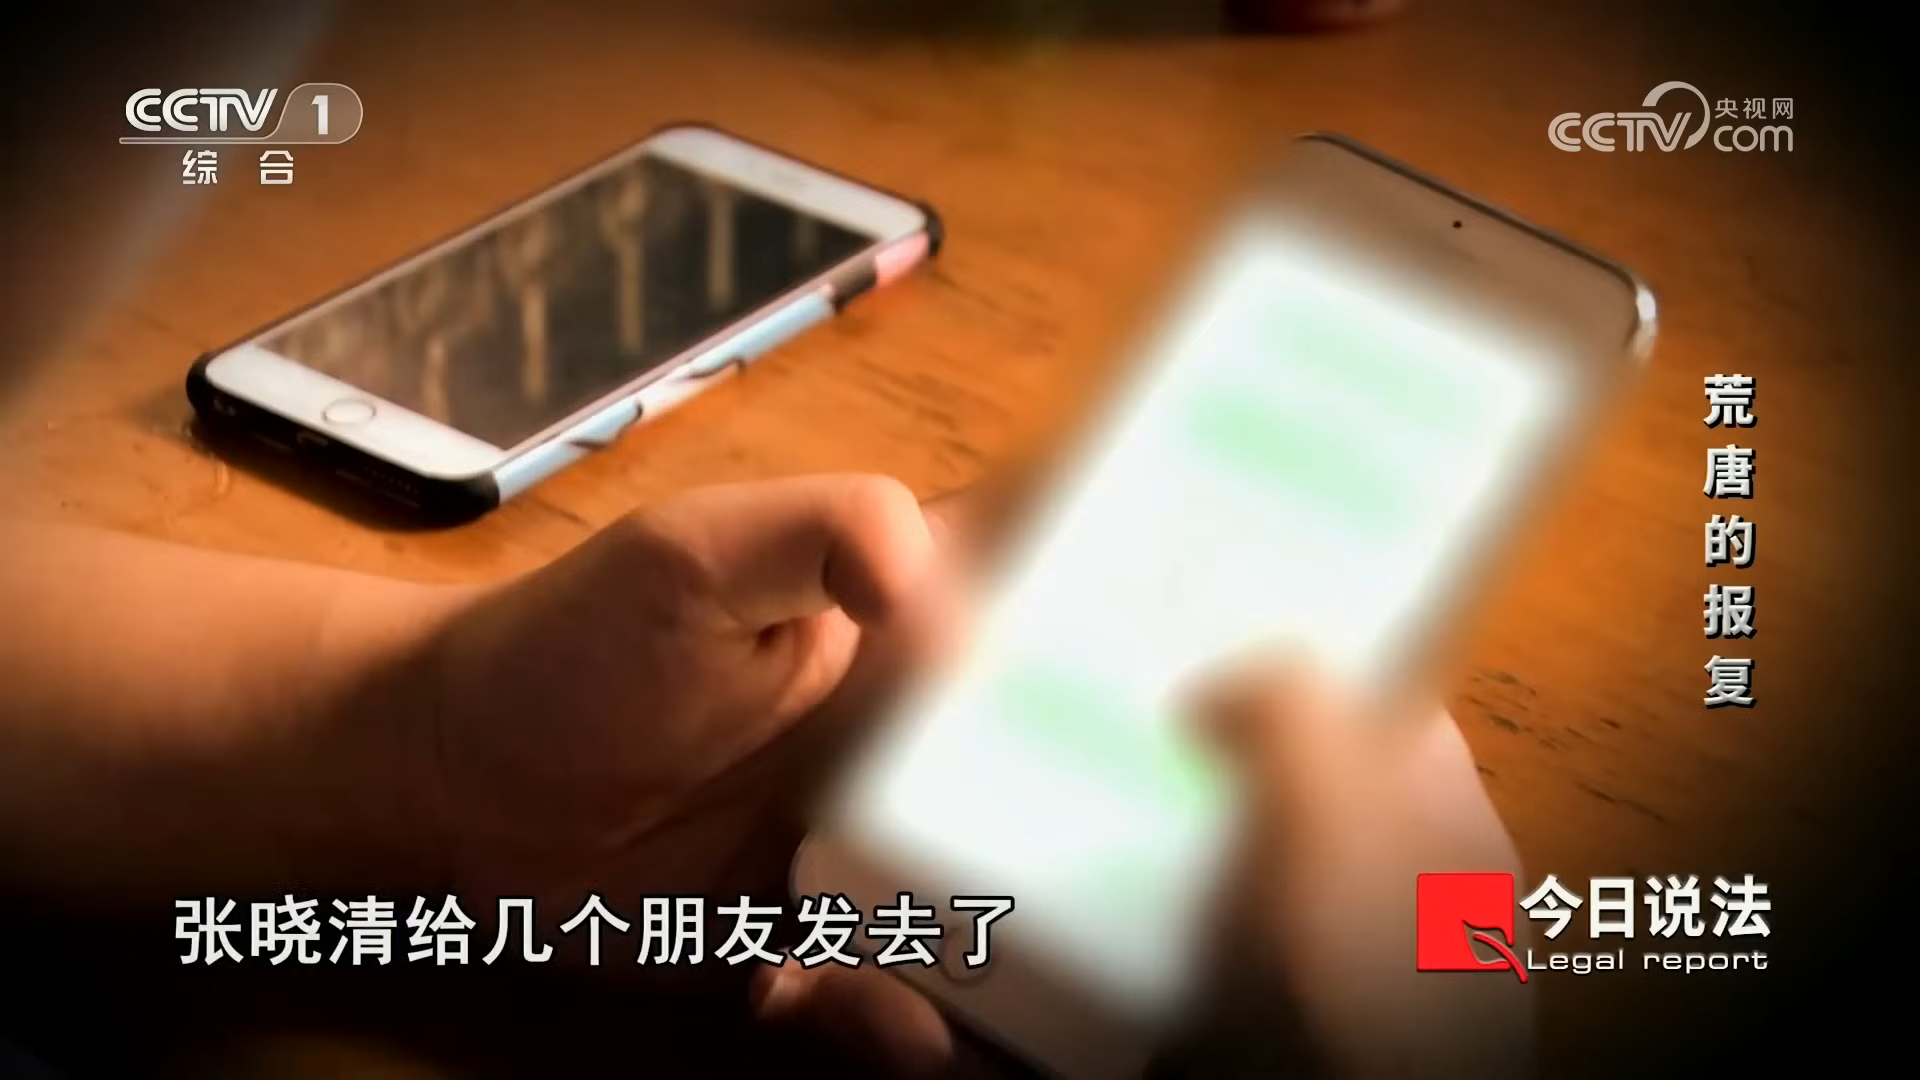 CCTV 1
综 合
央视网
CCTV com
荒唐的报复
张晓清给几个朋友发去了
今日说法
Legal report